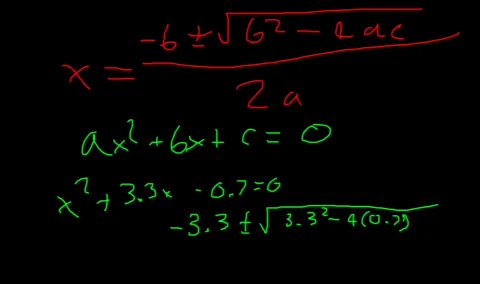 x = (-b ± √(b² - 4ac)) / 2a
ax² + bx + c = 0
x² + 3.3x - 0.7 = 0
-3.3 ± √(3.3² - 4(0.7)